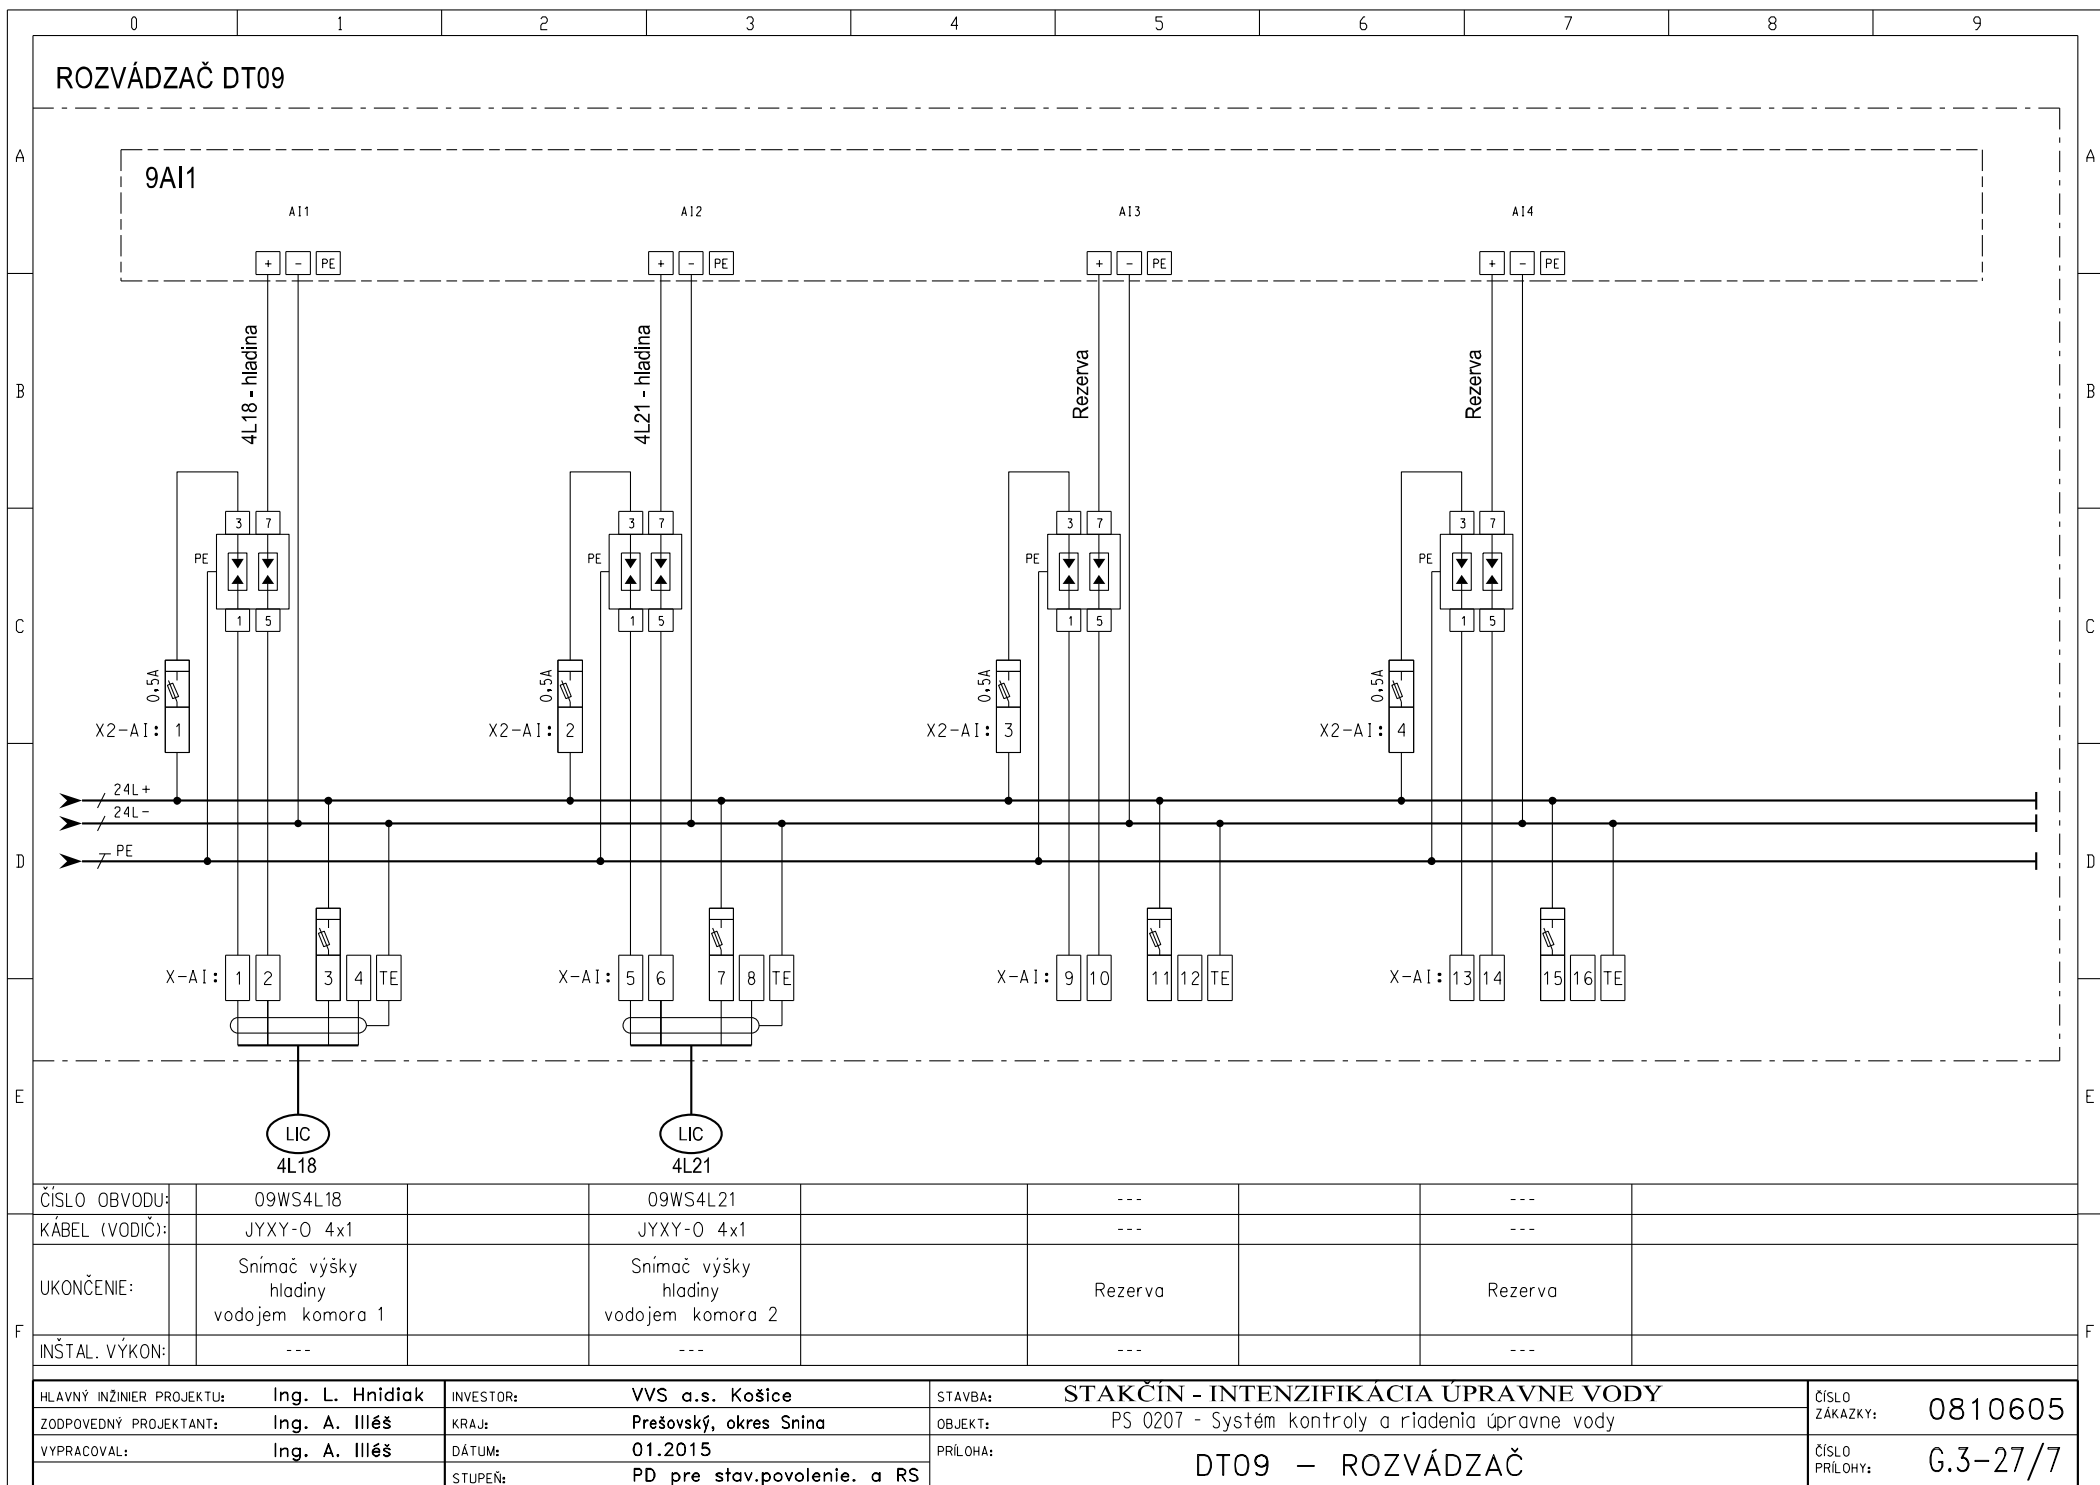 0 1 2 3 4 5 6 7 8 9
ROZVÁDZAČ DT09
A A
9AI1
AI1 AI2 AI3 AI4
+ - PE + - PE + - PE + - PE
4L18 - hladina
4L21 - hladina
Rezerva
Rezerva
B B
3 7 3 7 3 7 3 7
PE PE PE PE
1 5 1 5 1 5 1 5
C C
0,5A 0,5A 0,5A 0,5A
X2-AI: 1 X2-AI: 2 X2-AI: 3 X2-AI: 4
24L+
24L-
PE
D D
X-AI: 1 2 3 4 TE X-AI: 5 6 7 8 TE X-AI: 9 10 11 12 TE X-AI: 13 14 15 16 TE
E E
LIC LIC
4L18 4L21
ČÍSLO OBVODU: 09WS4L18 09WS4L21 --- ---
KÁBEL (VODIČ): JYXY-O 4x1 JYXY-O 4x1 --- ---
UKONČENIE:
Snímač výšky
hladiny
vodojem komora 1
Snímač výšky
hladiny
vodojem komora 2
Rezerva
Rezerva
F F
INŠTAL. VÝKON: --- --- --- ---
HLAVNÝ INŽINIER PROJEKTU: Ing. L. Hnidiak
ZODPOVEDNÝ PROJEKTANT: Ing. A. Illéš
VYPRACOVAL: Ing. A. Illéš
INVESTOR: VVS a.s. Košice
KRAJ: Prešovský, okres Snina
DÁTUM: 01.2015
STUPEŇ: PD pre stav.povolenie. a RS
STAVBA: STAKČÍN - INTENZIFIKÁCIA ÚPRAVNE VODY
OBJEKT: PS 0207 - Systém kontroly a riadenia úpravne vody
PRÍLOHA: DT09 – ROZVÁDZAČ
ČÍSLO
ZÁKAZKY: 0810605
ČÍSLO
PRÍLOHY: G.3-27/7